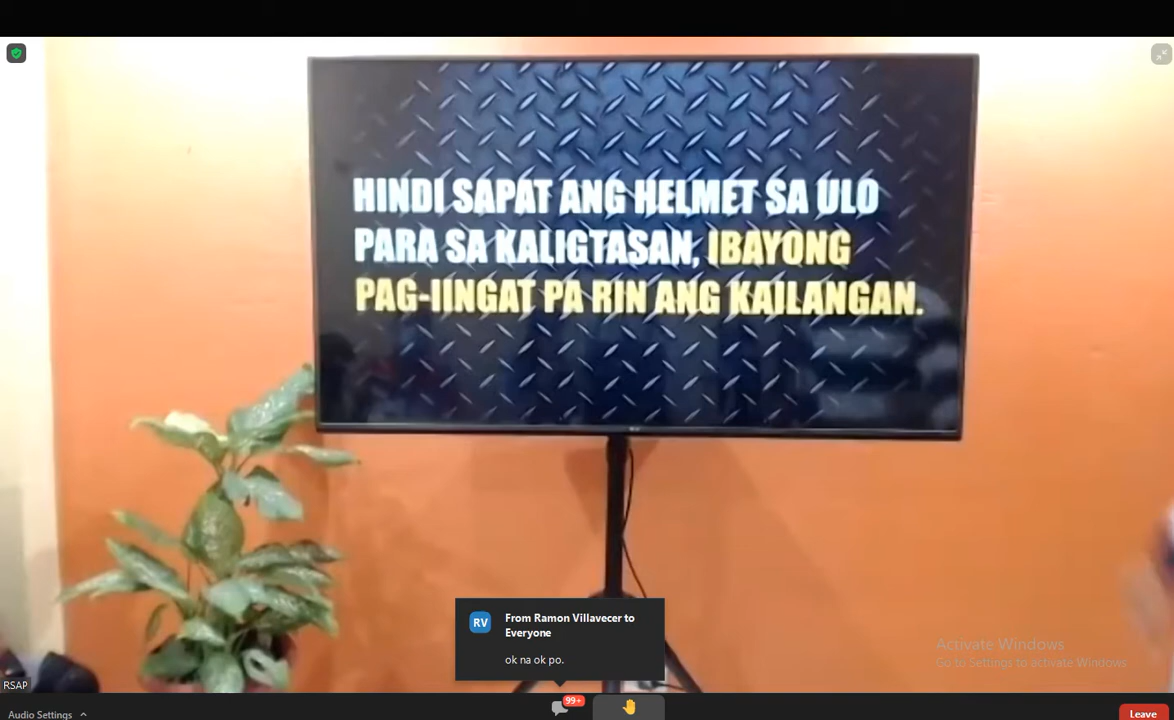 HINDI SAPAT ANG HELMET SA ULO
PARA SA KALIGTASAN, IBAYONG
PAG-IINGAT PA RIN ANG KAILANGAN.
RV
From Ramon Villavecer to
Everyone
ok na ok po.
Activate Windows
Go to Settings to activate Windows.
RSAP
99+
Audio Settings
Leave